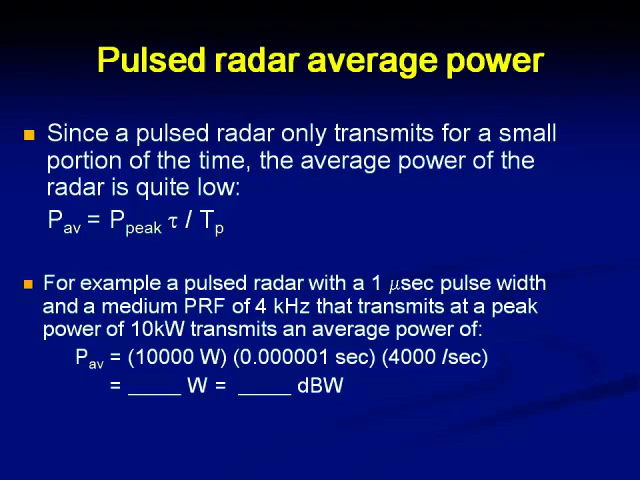 Pulsed radar average power
Since a pulsed radar only transmits for a small
portion of the time, the average power of the
radar is quite low:
Pav = Ppeak τ / Tp
For example a pulsed radar with a 1 μsec pulse width
and a medium PRF of 4 kHz that transmits at a peak
power of 10kW transmits an average power of:
Pav = (10000 W) (0.000001 sec) (4000 /sec)
= _____ W = _____ dBW